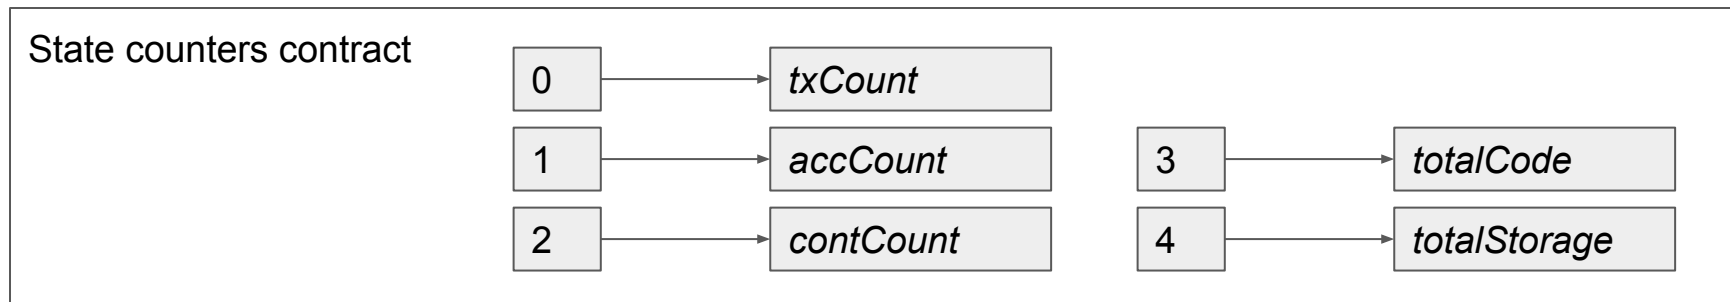 State counters contract
0 txCount
1 accCount
2 contCount
3 totalCode
4 totalStorage